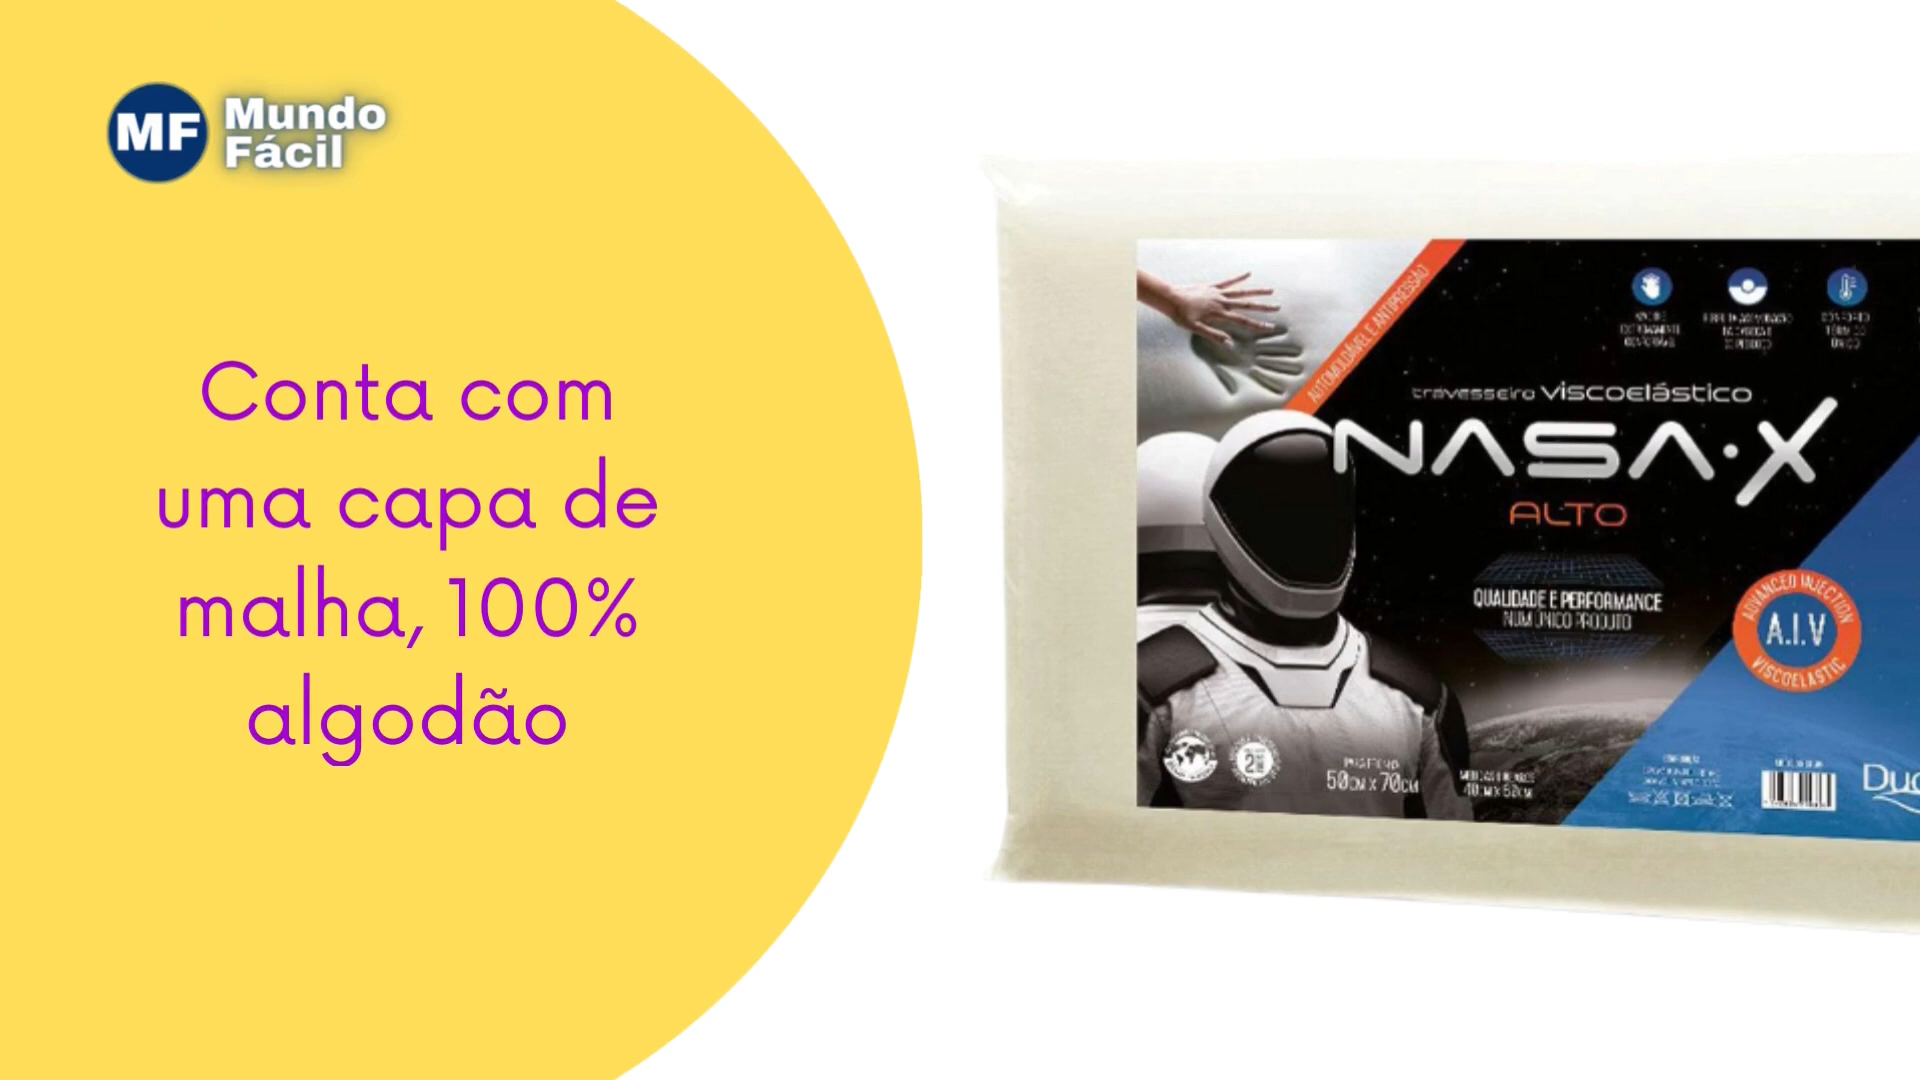 MF Mundo
Fácil
Conta com
uma capa de
malha, 100%
algodão
AUTOMOLDÁVEL E ANTIPRESSÃO
travesseiro viscoelástico
NASA·X
ALTO
QUALIDADE E PERFORMANCE
NUM ÚNICO PRODUTO
ADVANCED INJECTION
A.I.V
VISCOELASTIC
50CM X 70CM